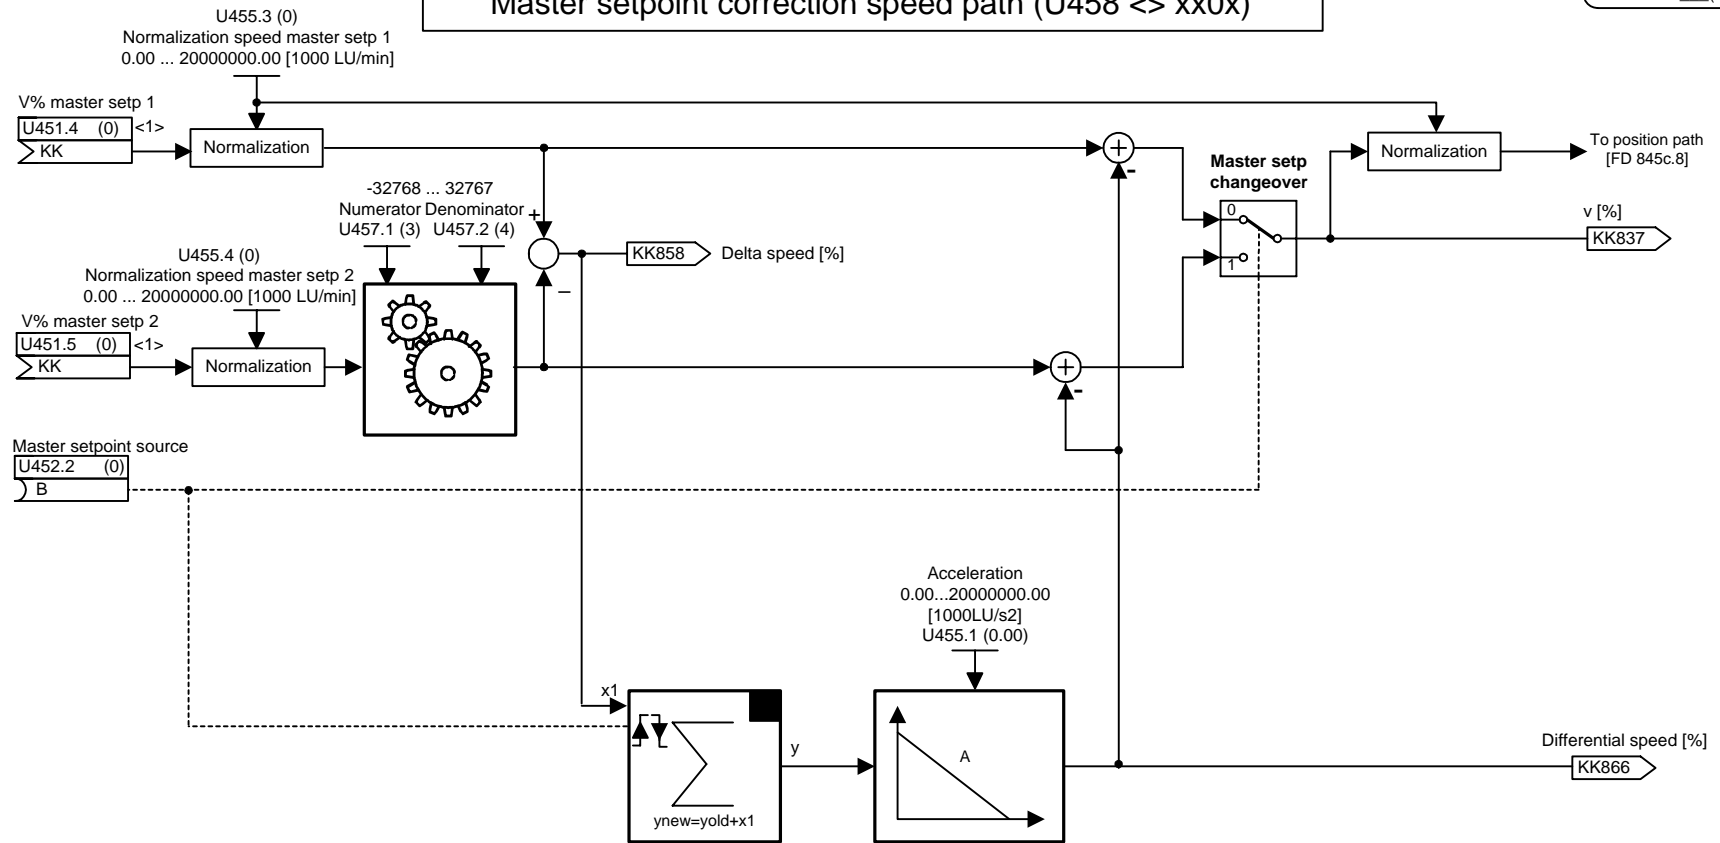 Master setpoint correction speed path (U458 <> xx0x)
U455.3 (0)
Normalization speed master setp 1
0.00 ... 20000000.00 [1000 LU/min]
V% master setp 1
U451.4 (0) <1>
KK
Normalization
+
-
Master setp
changeover
0
1
Normalization
To position path
[FD 845c.8]
v [%]
KK837
-32768 ... 32767
Numerator Denominator
U457.1 (3) U457.2 (4)
+
–
KK858
Delta speed [%]
U455.4 (0)
Normalization speed master setp 2
0.00 ... 20000000.00 [1000 LU/min]
V% master setp 2
U451.5 (0) <1>
KK
Normalization
+
-
Master setpoint source
U452.2 (0)
B
Acceleration
0.00...20000000.00
[1000LU/s2]
U455.1 (0.00)
x1
y
ynew=yold+x1
A
Differential speed [%]
KK866